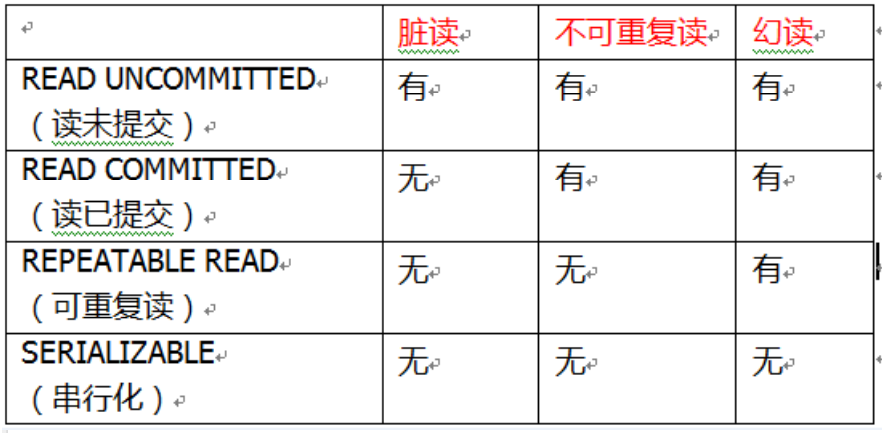 脏读 不可重复读 幻读
READ UNCOMMITTED 有 有 有
（读未提交）
READ COMMITTED 无 有 有
（读已提交）
REPEATABLE READ 无 无 有
（可重复读）
SERIALIZABLE 无 无 无
（串行化）